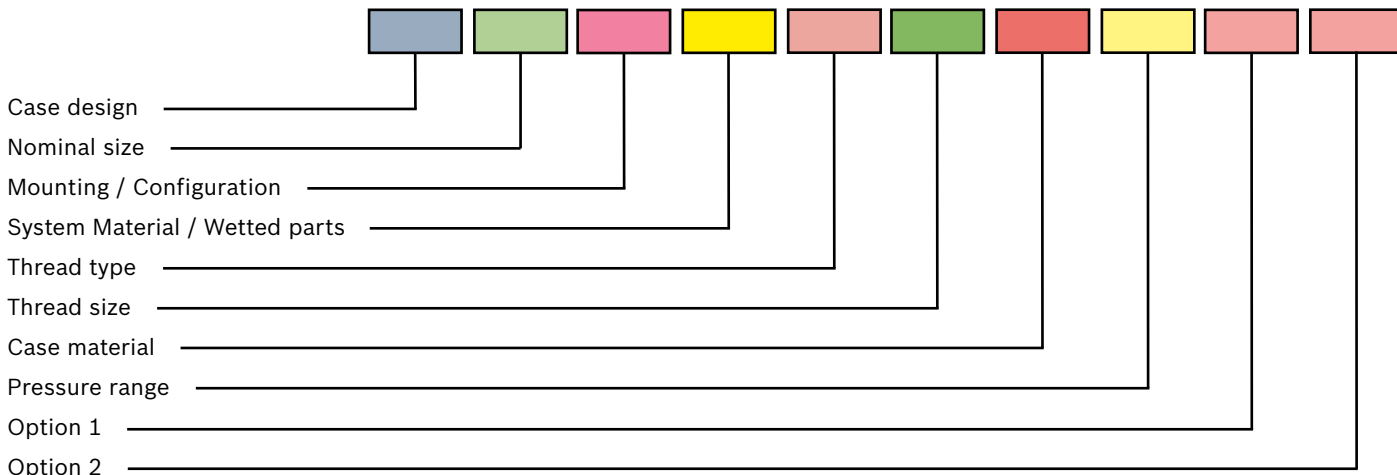 Case design
Nominal size
Mounting / Configuration
System Material / Wetted parts
Thread type
Thread size
Case material
Pressure range
Option 1
Option 2